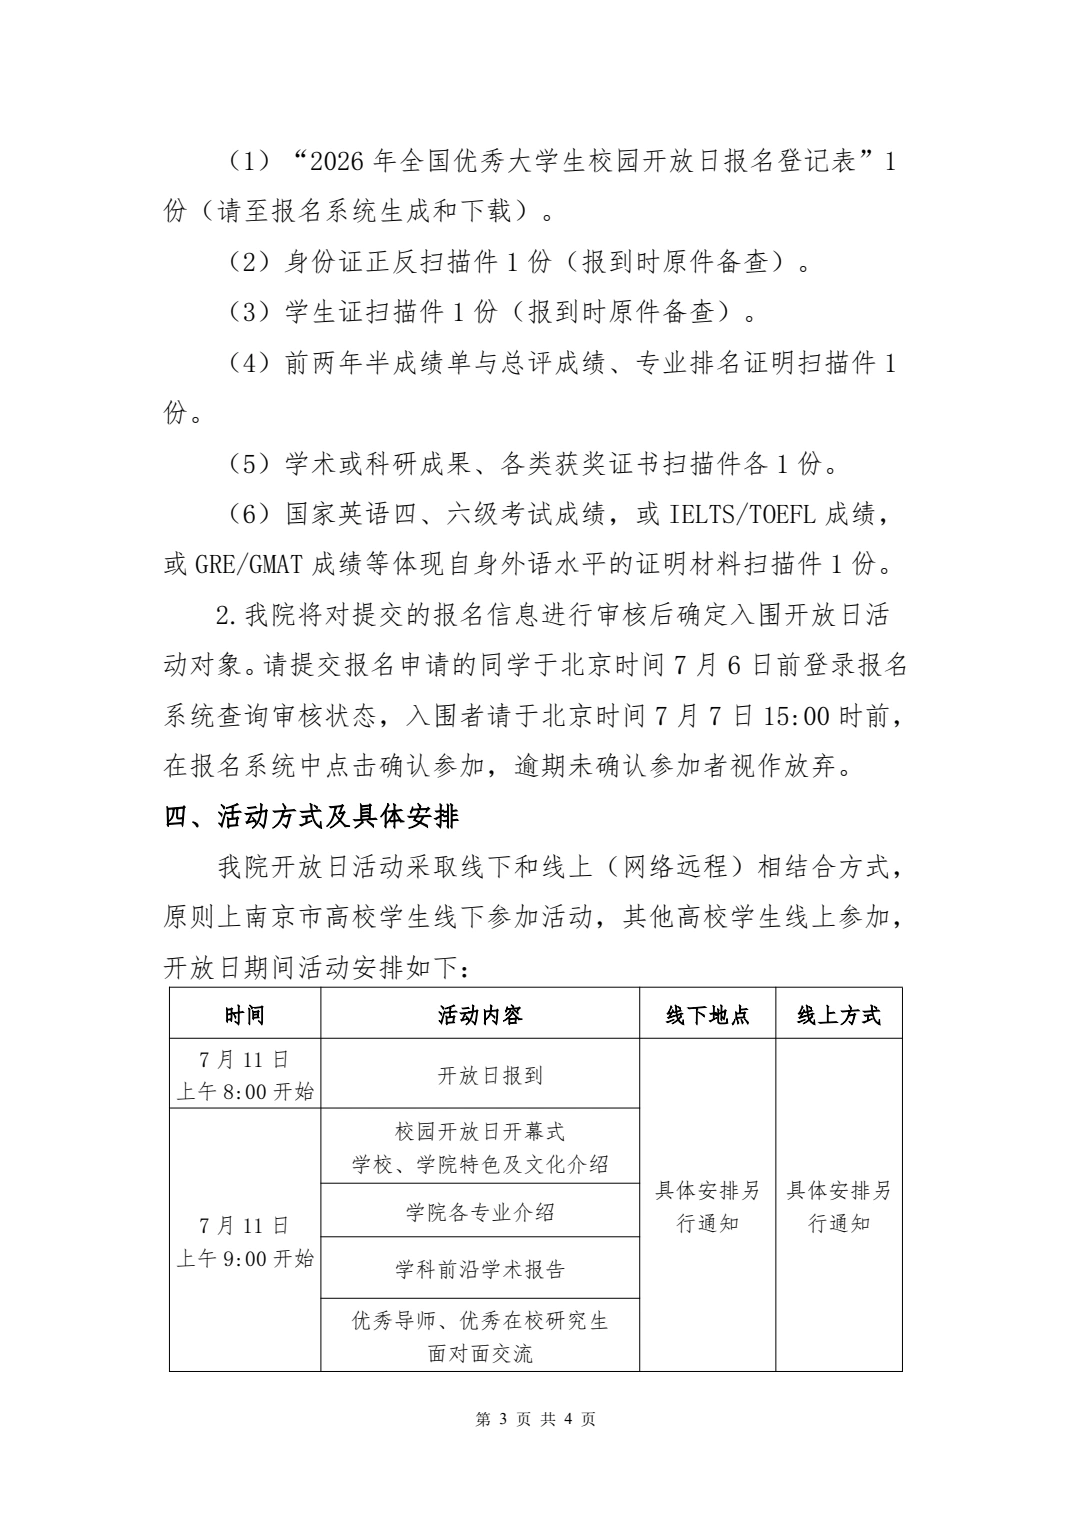 （1）“2026 年全国优秀大学生校园开放日报名登记表”1
份（请至报名系统生成和下载）。
（2）身份证正反扫描件 1 份（报到时原件备查）。
（3）学生证扫描件 1 份（报到时原件备查）。
（4）前两年半成绩单与总评成绩、专业排名证明扫描件 1
份。
（5）学术或科研成果、各类获奖证书扫描件各 1 份。
（6）国家英语四、六级考试成绩，或 IELTS/TOEFL 成绩，
或 GRE/GMAT 成绩等体现自身外语水平的证明材料扫描件 1 份。
2.我院将对提交的报名信息进行审核后确定入围开放日活
动对象。请提交报名申请的同学于北京时间 7 月 6 日前登录报名
系统查询审核状态，入围者请于北京时间 7 月 7 日 15:00 时前，
在报名系统中点击确认参加，逾期未确认参加者视作放弃。
四、活动方式及具体安排
我院开放日活动采取线下和线上（网络远程）相结合方式，
原则上南京市高校学生线下参加活动，其他高校学生线上参加，
开放日期间活动安排如下：
时间 活动内容 线下地点 线上方式
7 月 11 日
上午 8:00 开始
开放日报到
7 月 11 日
上午 9:00 开始
校园开放日开幕式
学校、学院特色及文化介绍
学院各专业介绍
学科前沿学术报告
优秀导师、优秀在校研究生
面对面交流
具体安排另
行通知
具体安排另
行通知
第 3 页 共 4 页